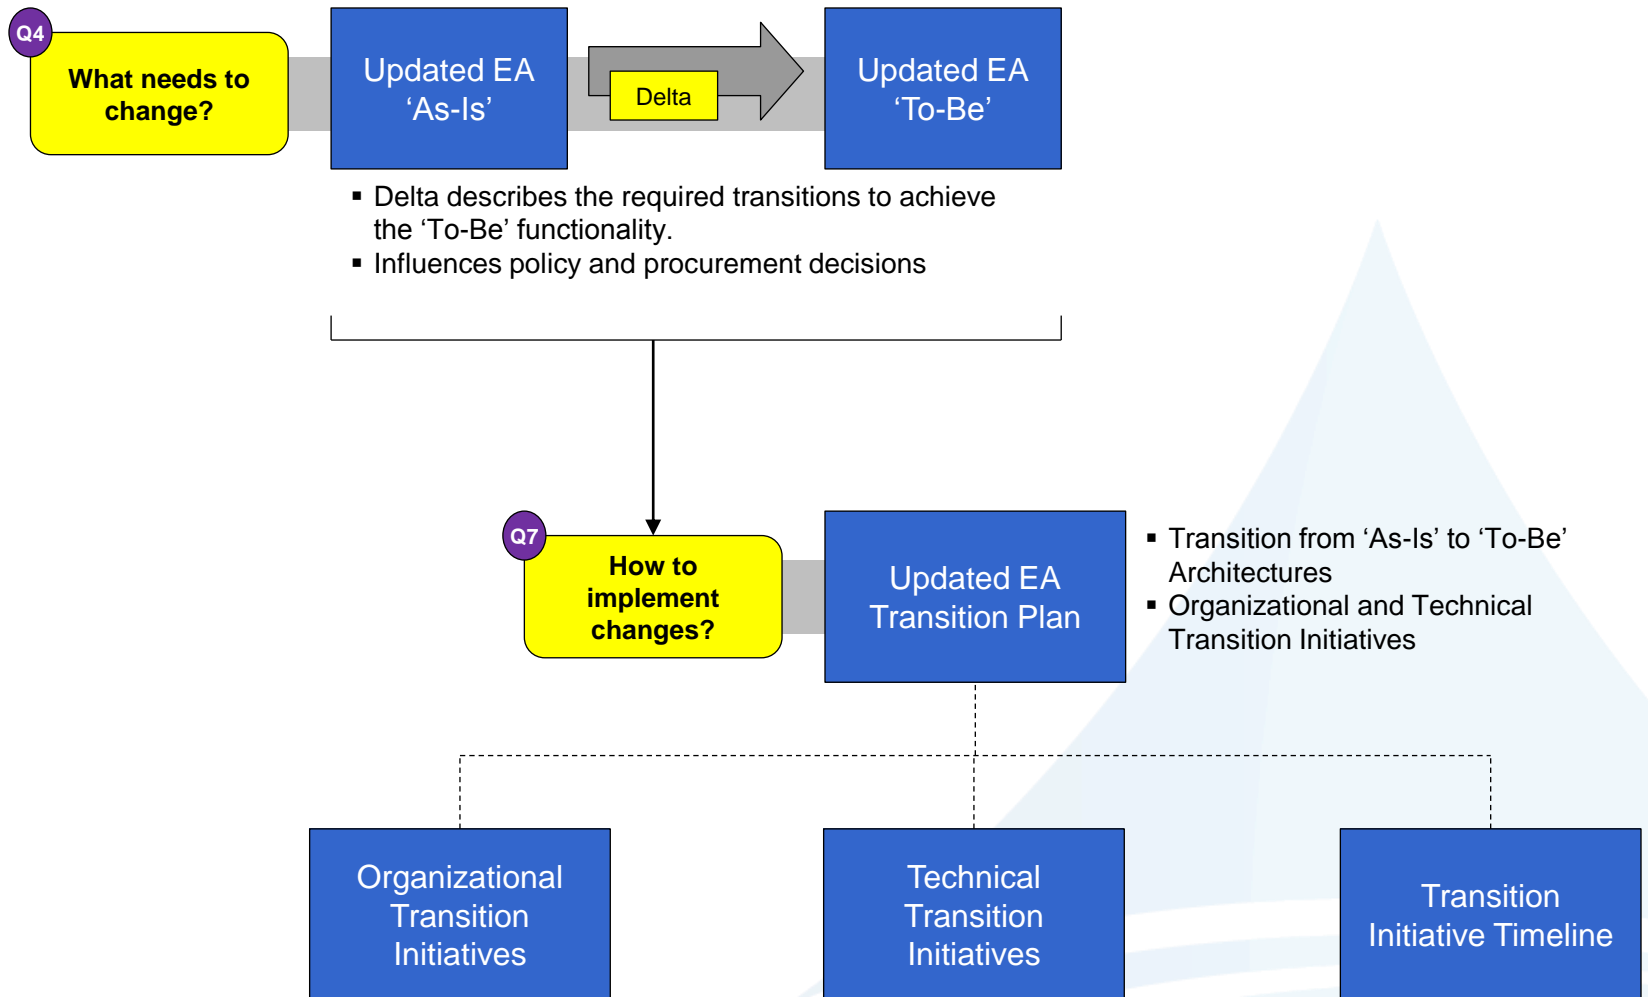 Q4
What needs to
change?
Updated EA
‘As-Is’
Delta
Updated EA
‘To-Be’
▪ Delta describes the required transitions to achieve
the ‘To-Be’ functionality.
▪ Influences policy and procurement decisions
Q7
How to
implement
changes?
Updated EA
Transition Plan
▪ Transition from ‘As-Is’ to ‘To-Be’
Architectures
▪ Organizational and Technical
Transition Initiatives
Organizational
Transition
Initiatives
Technical
Transition
Initiatives
Transition
Initiative Timeline